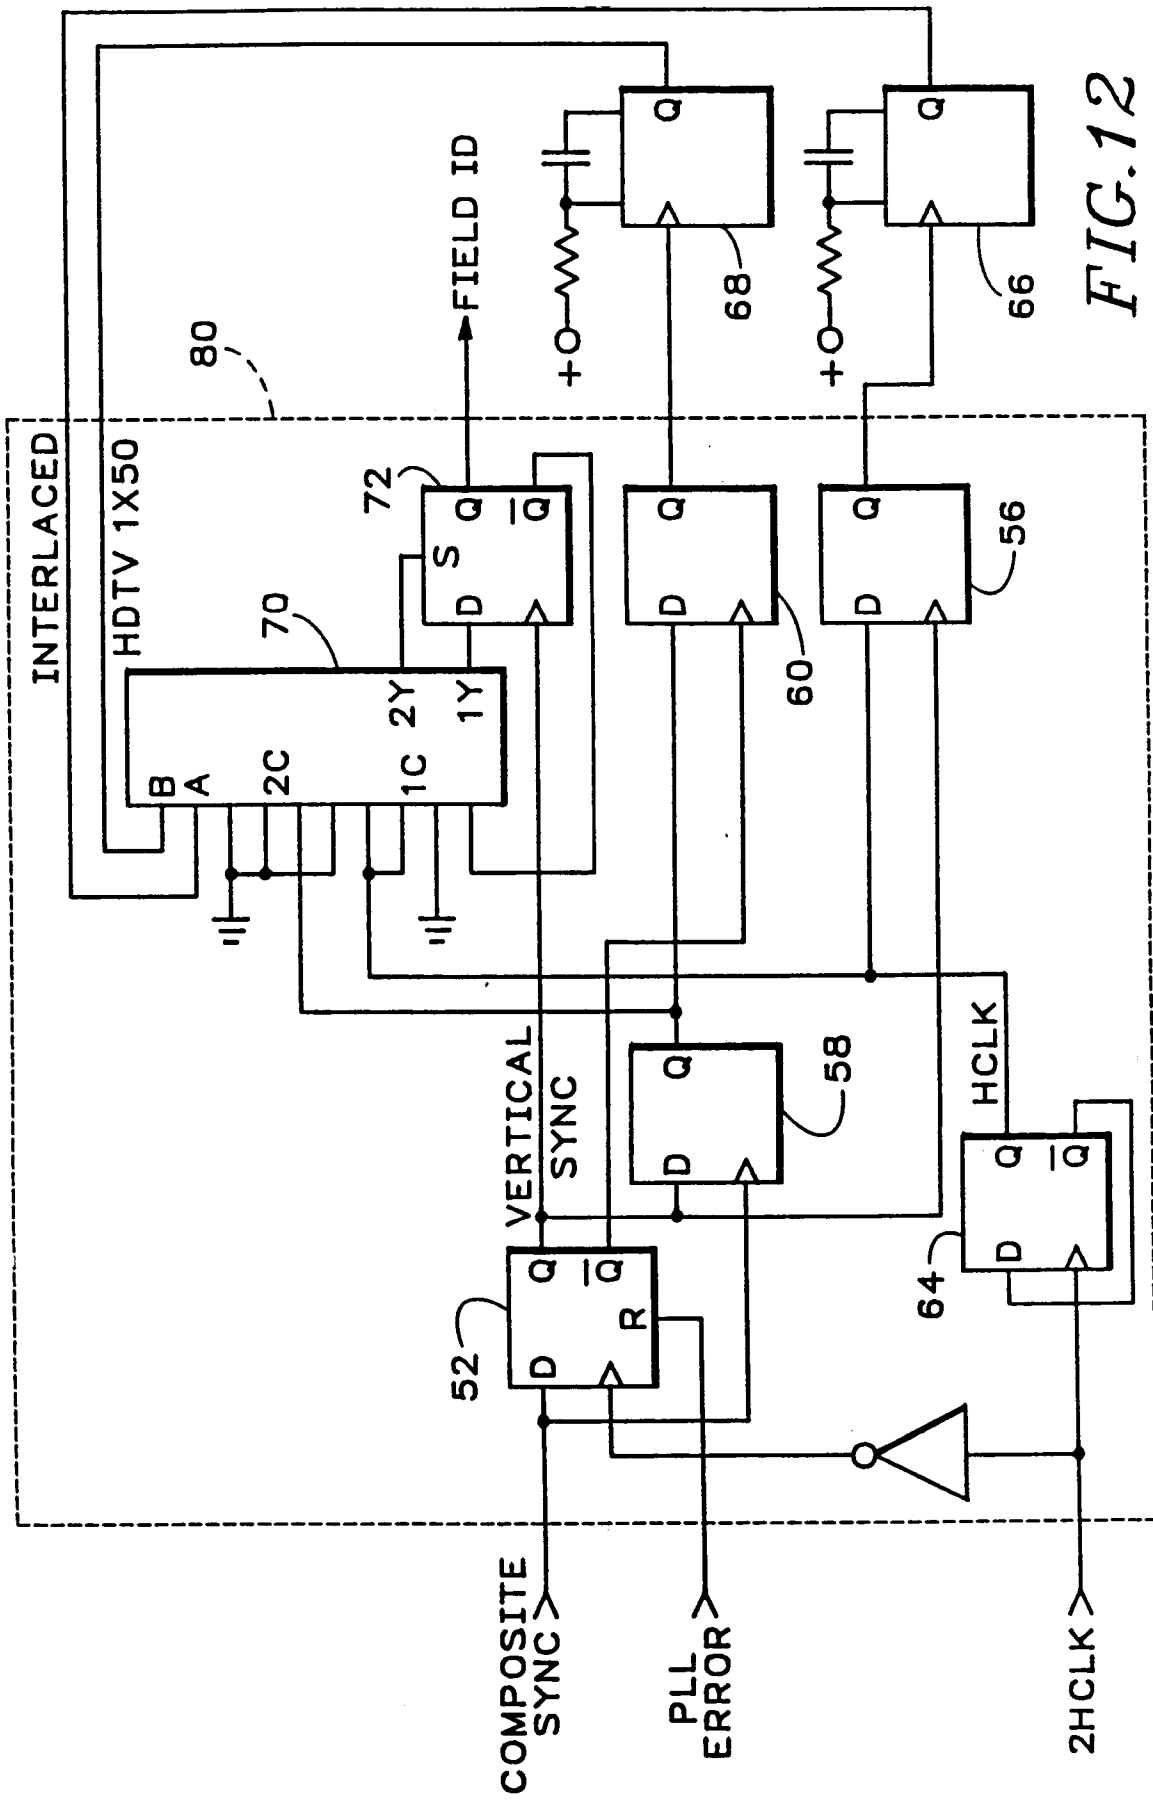 INTERLACED
HDTV 1X50
80
70
B
A
2C
1C
2Y
1Y
72
S
D
Q
Q
FIELD ID
VERTICAL
SYNC
COMPOSITE
SYNC
52
D
Q
Q
R
PLL
ERROR
58
D
Q
60
D
Q
68
Q
+
56
D
Q
66
Q
+
64
D
Q
Q
HCLK
2HCLK
FIG. 12